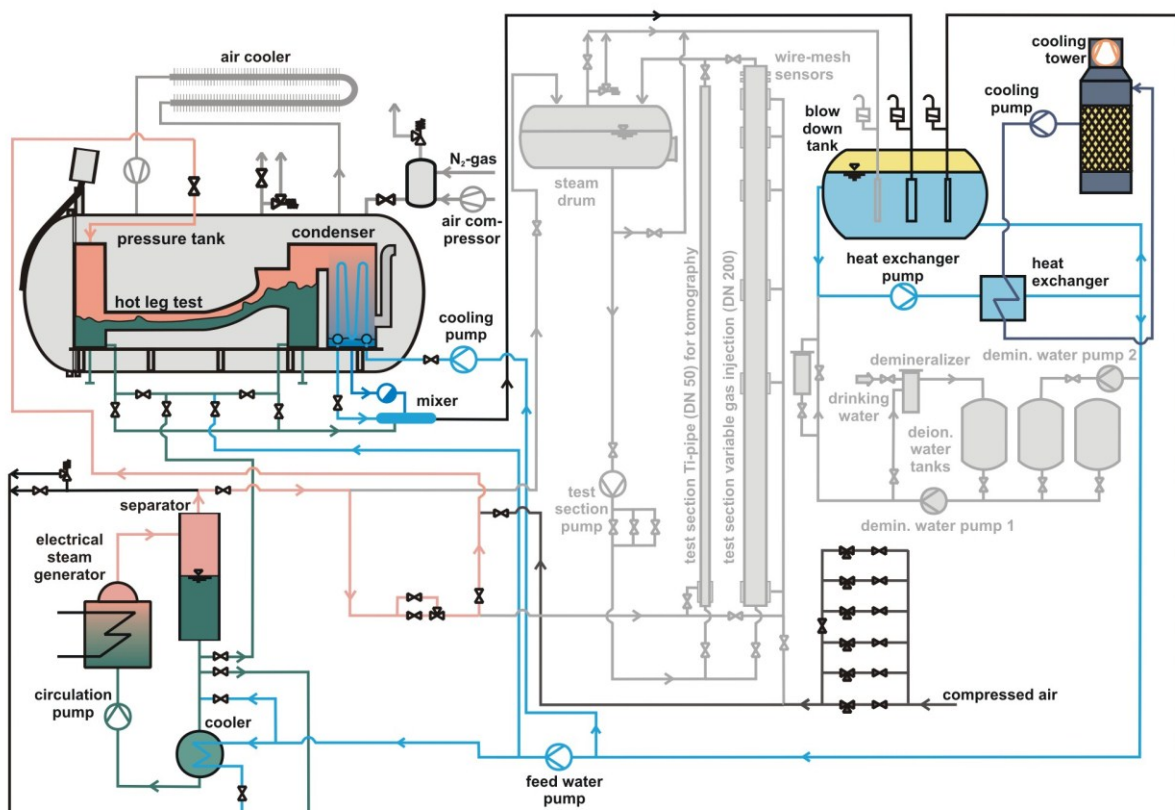 air cooler
N₂-gas
air com-
pressor
pressure tank
condenser
hot leg test
cooling
pump
mixer
steam
drum
wire-mesh
sensors
test section Ti-pipe (DN 50) for tomography
test section variable gas injection (DN 200)
test
section
pump
blow
down
tank
cooling
pump
cooling
tower
heat exchanger
pump
heat
exchanger
demineralizer
drinking
water
demin. water pump 2
deion.
water
tanks
demin. water pump 1
separator
electrical
steam
generator
circulation
pump
cooler
feed water
pump
compressed air